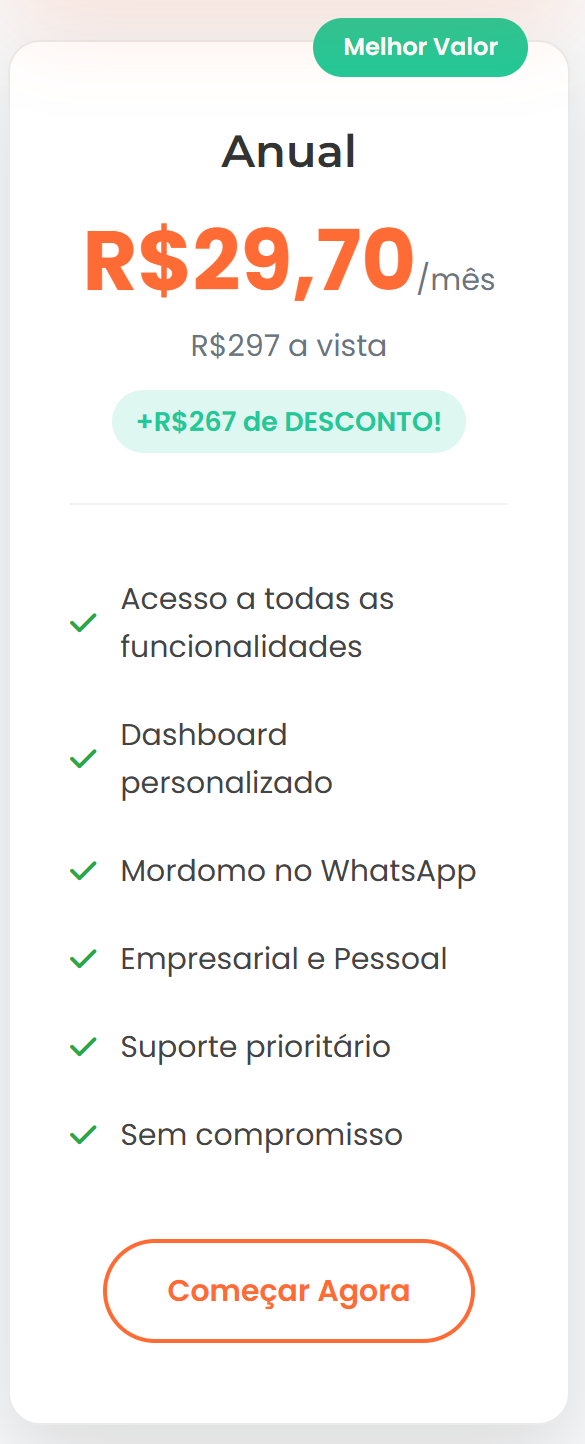 Melhor Valor
Anual
R$29,70/mês
R$297 a vista
+R$267 de DESCONTO!
Acesso a todas as
funcionalidades
Dashboard
personalizado
Mordomo no WhatsApp
Empresarial e Pessoal
Suporte prioritário
Sem compromisso
Começar Agora